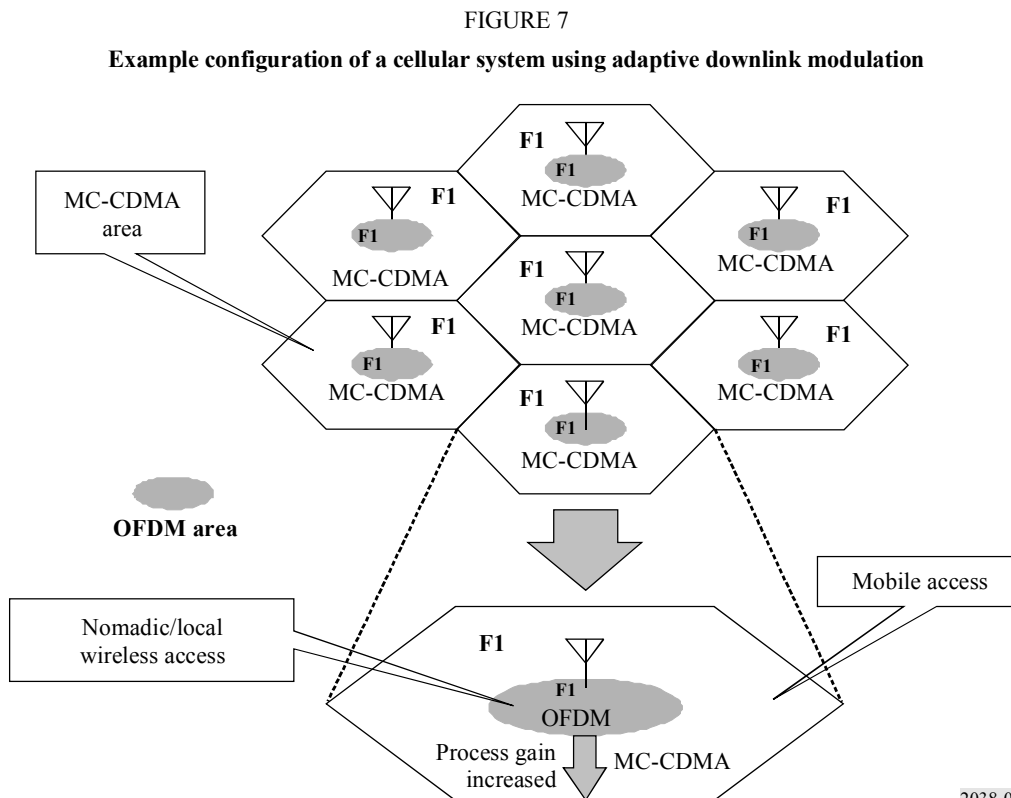 FIGURE 7
Example configuration of a cellular system using adaptive downlink modulation
F1
F1
MC-CDMA
MC-CDMA
area
F1
F1
MC-CDMA
F1
F1
MC-CDMA
F1
F1
MC-CDMA
F1
F1
MC-CDMA
F1
F1
MC-CDMA
F1
F1
MC-CDMA
OFDM area
Mobile access
Nomadic/local
wireless access
F1
F1
OFDM
Process gain
increased
MC-CDMA